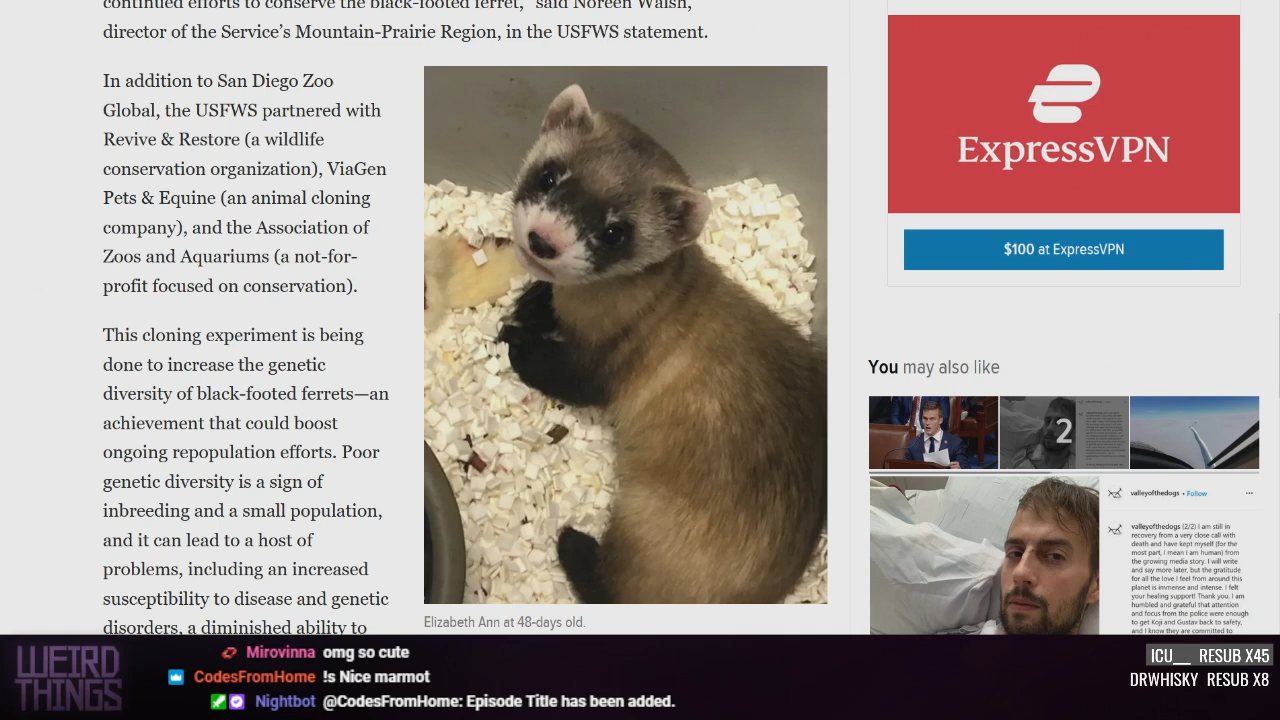 continued efforts to conserve the black-footed ferret," said Noreen Walsh,
director of the Service's Mountain-Prairie Region, in the USFWS statement.
In addition to San Diego Zoo
Global, the USFWS partnered with
Revive & Restore (a wildlife
conservation organization), ViaGen
Pets & Equine (an animal cloning
company), and the Association of
Zoos and Aquariums (a not-for-
profit focused on conservation).
This cloning experiment is being
done to increase the genetic
diversity of black-footed ferrets—an
achievement that could boost
ongoing repopulation efforts. Poor
genetic diversity is a sign of
inbreeding and a small population,
and it can lead to a host of
problems, including an increased
susceptibility to disease and genetic
disorders, a diminished ability to
Elizabeth Ann at 48-days old.
ExpressVPN
$100 at ExpressVPN
You may also like
2
valleyofthedogs • Follow
valleyofthedogs (2/2) I am still in
recovery from a very close call with
death and have kept myself (for the
most part, I mean I am human) from
the growing media story. I will write
and say more later, but the gratitude
for all the love I feel from around this
planet is immense and intense. I felt
your healing support! Thank you. I am
humbled and grateful that attention
and focus from the police were enough
to get Koji and Gustav back to safety,
and I know they are committed to
WEIRD
THINGS
Mirovinna omg so cute
CodesFromHome !s Nice marmot
Nightbot @CodesFromHome: Episode Title has been added.
ICU__ RESUB X45
DRWHISKY RESUB X8